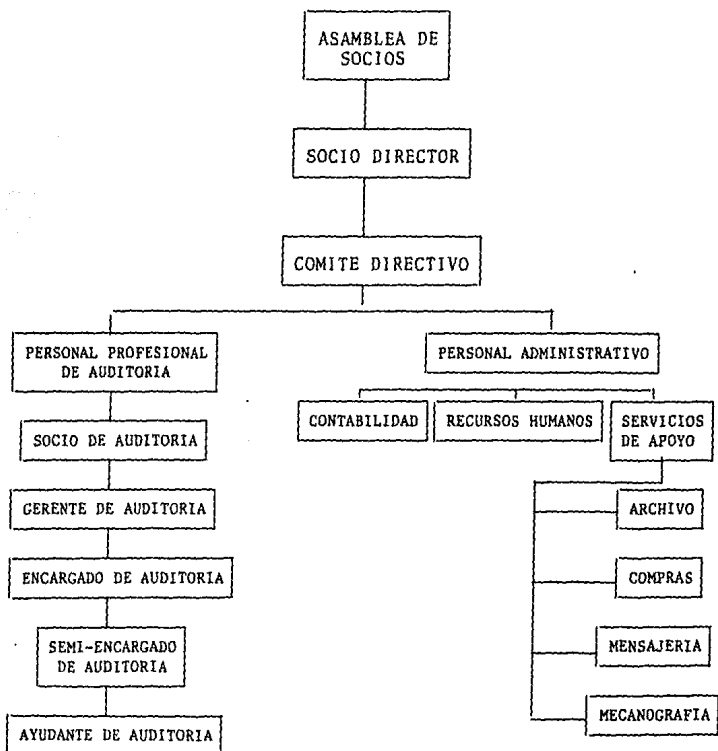 ASAMBLEA DE
SOCIOS
SOCIO DIRECTOR
COMITE DIRECTIVO
PERSONAL PROFESIONAL
DE AUDITORIA
PERSONAL ADMINISTRATIVO
SOCIO DE AUDITORIA
GERENTE DE AUDITORIA
ENCARGADO DE AUDITORIA
SEMI-ENCARGADO
DE AUDITORIA
AYUDANTE DE AUDITORIA
CONTABILIDAD
RECURSOS HUMANOS
SERVICIOS
DE APOYO
ARCHIVO
COMPRAS
MENSAJERIA
MECANOGRAFIA